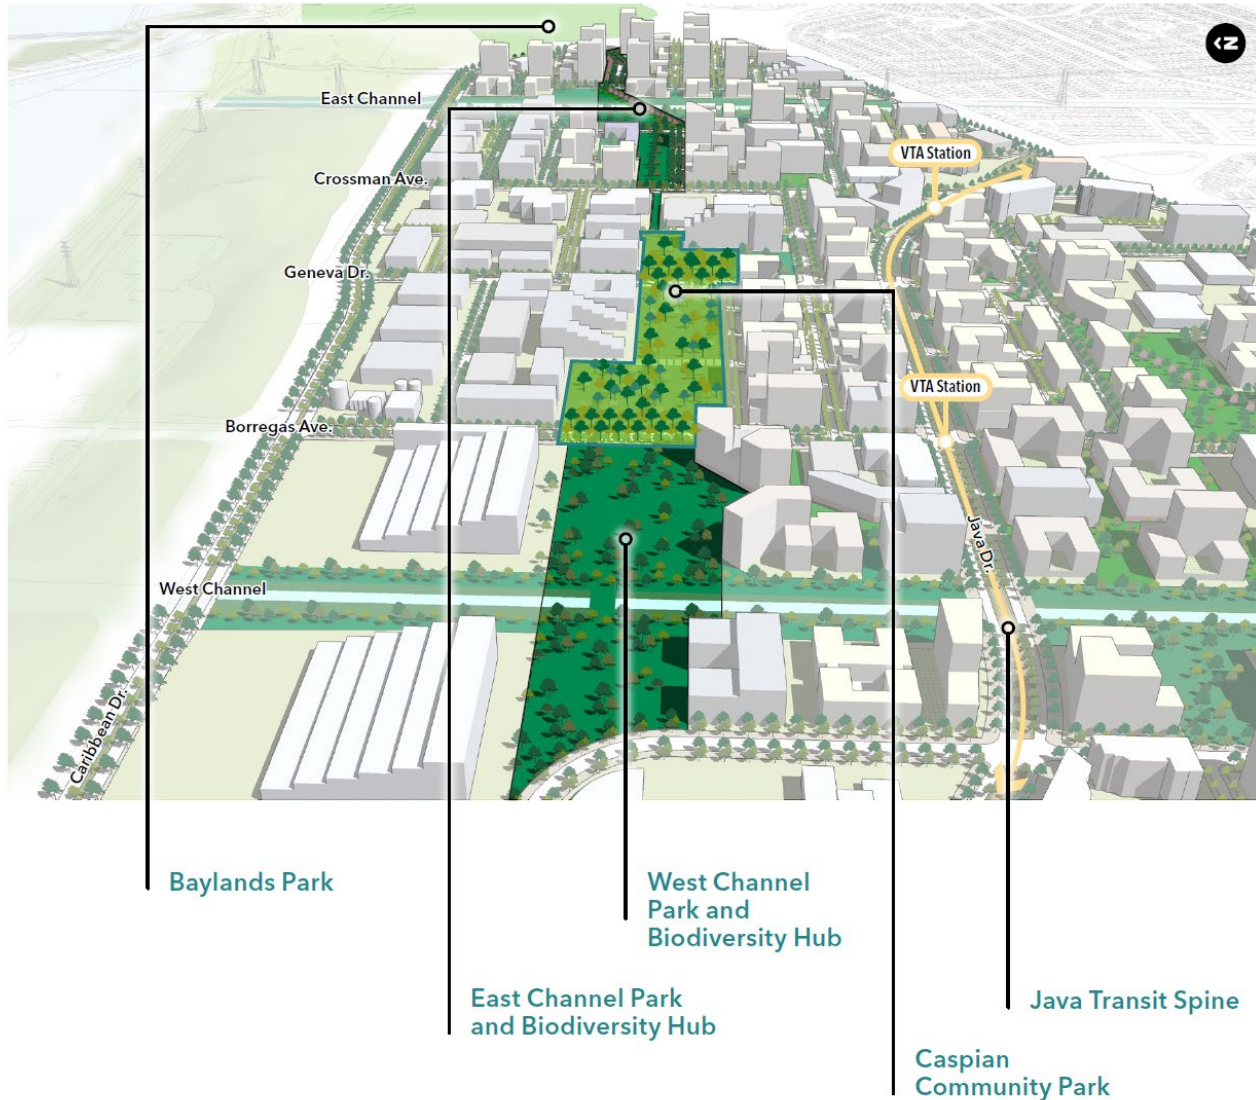 N
East Channel
Crossman Ave.
VTA Station
Geneva Dr.
VTA Station
Borregas Ave.
Java Dr.
West Channel
Caribbean Dr.
Baylands Park
West Channel
Park and
Biodiversity Hub
East Channel Park
and Biodiversity Hub
Java Transit Spine
Caspian
Community Park